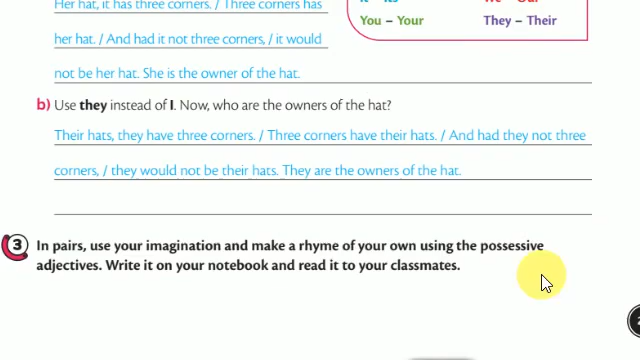 Her hat, it has three corners. / Three corners has
her hat. / And had it not three corners, / it would
not be her hat. She is the owner of the hat.
You – Your
They – Their
b) Use they instead of I. Now, who are the owners of the hat?
Their hats, they have three corners. / Three corners have their hats. / And had they not three
corners, / they would not be their hats. They are the owners of the hat.
3 In pairs, use your imagination and make a rhyme of your own using the possessive
adjectives. Write it on your notebook and read it to your classmates.